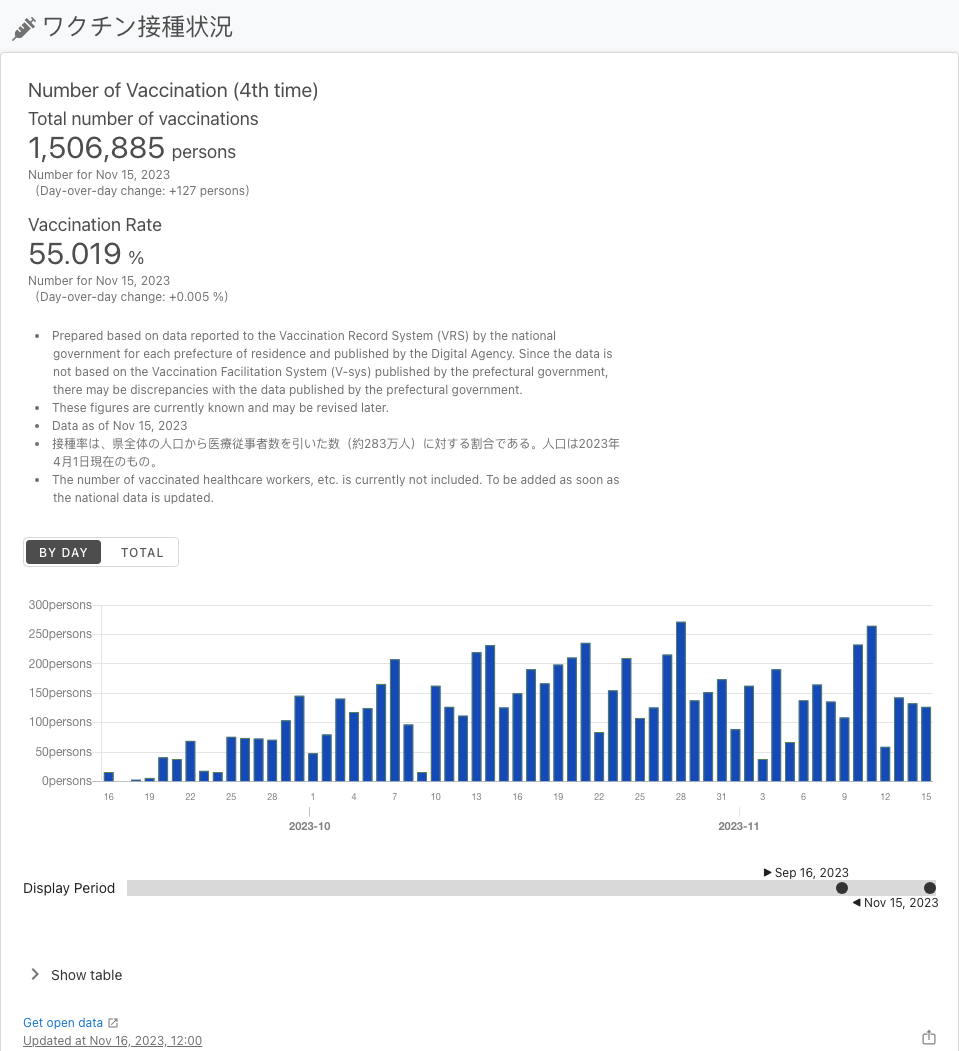 ワクチン接種状況
Number of Vaccination (4th time)
Total number of vaccinations
1,506,885 persons
Number for Nov 15, 2023
(Day-over-day change: +127 persons)
Vaccination Rate
55.019 %
Number for Nov 15, 2023
(Day-over-day change: +0.005 %)
• Prepared based on data reported to the Vaccination Record System (VRS) by the national
government for each prefecture of residence and published by the Digital Agency. Since the data is
not based on the Vaccination Facilitation System (V-sys) published by the prefectural government,
there may be discrepancies with the data published by the prefectural government.
• These figures are currently known and may be revised later.
• Data as of Nov 15, 2023
• 接種率は、県全体の人口から医療従事者数を引いた数（約283万人）に対する割合である。人口は2023年
4月1日現在のもの。
• The number of vaccinated healthcare workers, etc. is currently not included. To be added as soon as
the national data is updated.
BY DAY TOTAL
300persons
250persons
200persons
150persons
100persons
50persons
0persons
16 19 22 25 28 1 4 7 10 13 16 19 22 25 28 31 3 6 9 12 15
2023-10 2023-11
Sep 16, 2023
Display Period
Nov 15, 2023
Show table
Get open data
Updated at Nov 16, 2023, 12:00